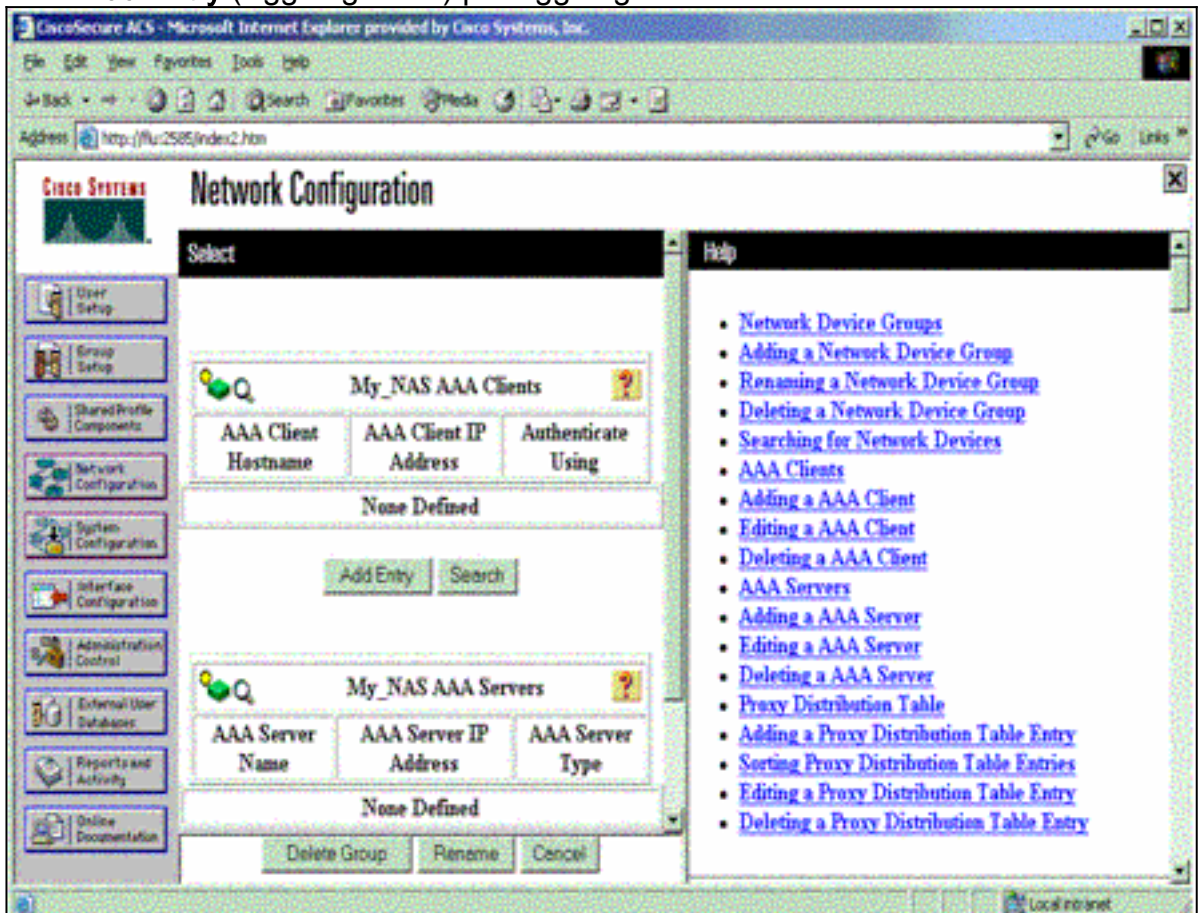 CiscoSecure ACS - Microsoft Internet Explorer provided by Cisco Systems, Inc.
File Edit View Favorites Tools Help
Back Search Favorites Media
Address http://flu:2585/index2.htm Go Links »
CISCO SYSTEMS
Network Configuration
Select
Help
User Setup
Group Setup
Shared Profile Components
Network Configuration
System Configuration
Interface Configuration
Administration Control
External User Databases
Reports and Activity
Online Documentation
My_NAS AAA Clients
AAA Client Hostname
AAA Client IP Address
Authenticate Using
None Defined
Add Entry Search
My_NAS AAA Servers
AAA Server Name
AAA Server IP Address
AAA Server Type
None Defined
Delete Group Rename Cancel
• Network Device Groups
• Adding a Network Device Group
• Renaming a Network Device Group
• Deleting a Network Device Group
• Searching for Network Devices
• AAA Clients
• Adding a AAA Client
• Editing a AAA Client
• Deleting a AAA Client
• AAA Servers
• Adding a AAA Server
• Editing a AAA Server
• Deleting a AAA Server
• Proxy Distribution Table
• Adding a Proxy Distribution Table Entry
• Sorting Proxy Distribution Table Entries
• Editing a Proxy Distribution Table Entry
• Deleting a Proxy Distribution Table Entry
Local intranet